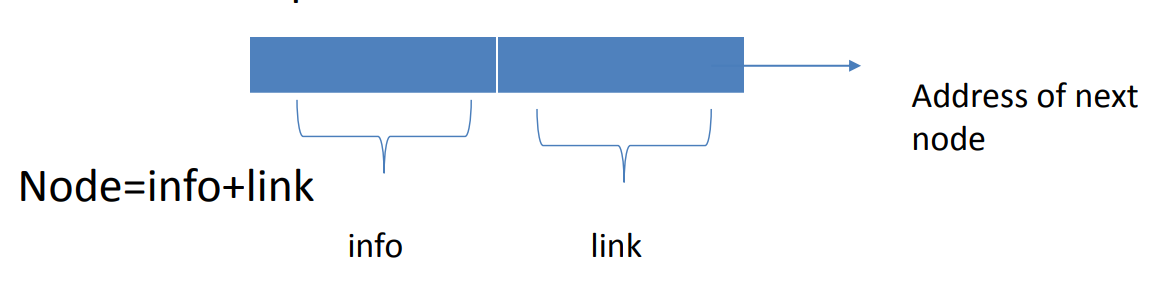 Address of next
node
Node=info+link
info
link